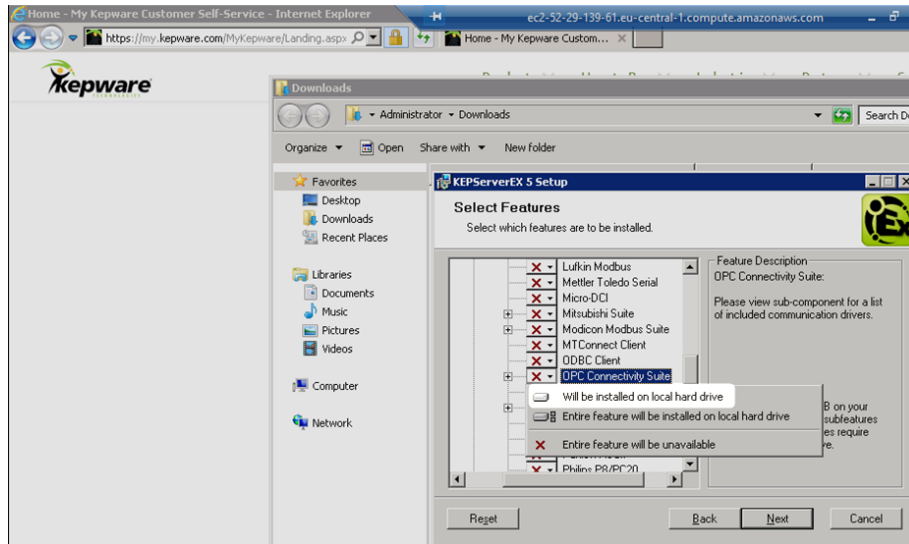 Home - My Kepware Customer Self-Service - Internet Explorer
ec2-52-29-139-61.eu-central-1.compute.amazonaws.com
https://my.kepware.com/MyKepware/Landing.aspx
Home - My Kepware Custom...
Kepware
TECHNOLOGIES
Downloads
Administrator Downloads
Search
Organize Open Share with New folder
Favorites
Desktop
Downloads
Recent Places
Libraries
Documents
Music
Pictures
Videos
Computer
Network
KEPServerEX 5 Setup
Select Features
Select which features are to be installed.
Lufkin Modbus
Mettler Toledo Serial
Micro-DCI
Mitsubishi Suite
Modicon Modbus Suite
MTConnect Client
ODBC Client
OPC Connectivity Suite
Will be installed on local hard drive
Entire feature will be installed on local hard drive
Entire feature will be unavailable
Philips P8/PC20
Feature Description
OPC Connectivity Suite:
Please view sub-component for a list
of included communication drivers.
B on your
subfeatures
es require
Reset Back Next Cancel